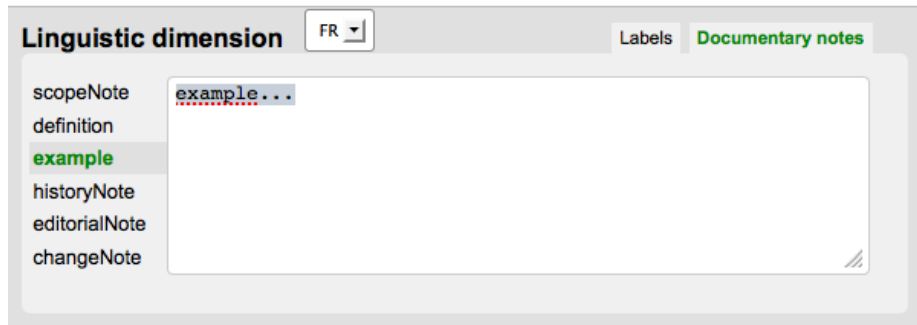 Linguistic dimension FR Labels Documentary notes
scopeNote example...
definition
example
historyNote
editorialNote
changeNote